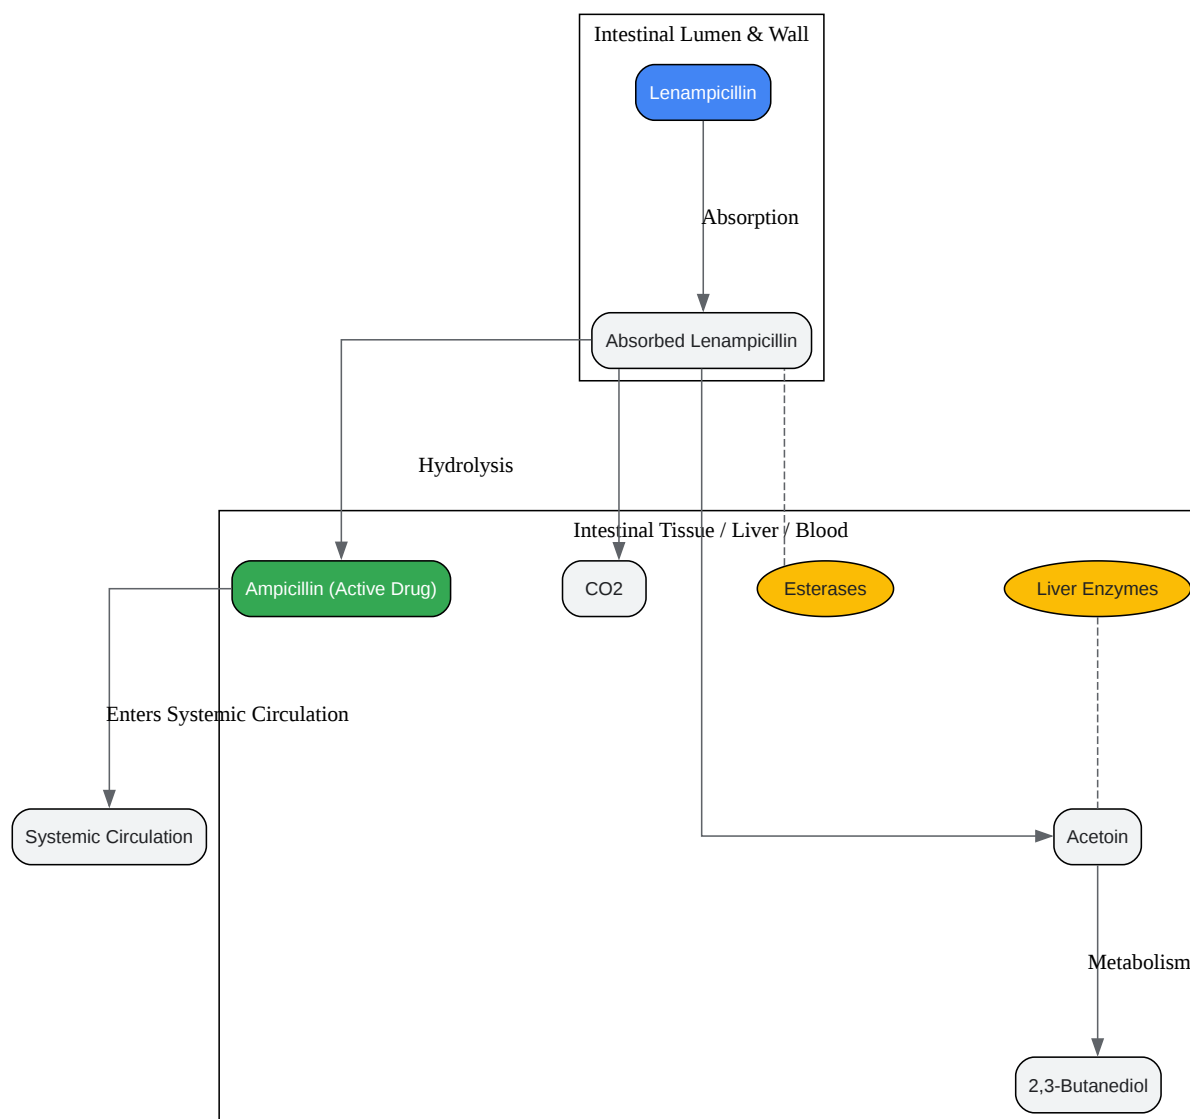 Intestinal Lumen & Wall
Lenampicillin
Absorption
Absorbed Lenampicillin
Hydrolysis
Intestinal Tissue / Liver / Blood
Ampicillin (Active Drug)
CO2
Esterases
Liver Enzymes
Enters Systemic Circulation
Systemic Circulation
Acetoin
Metabolism
2,3-Butanediol